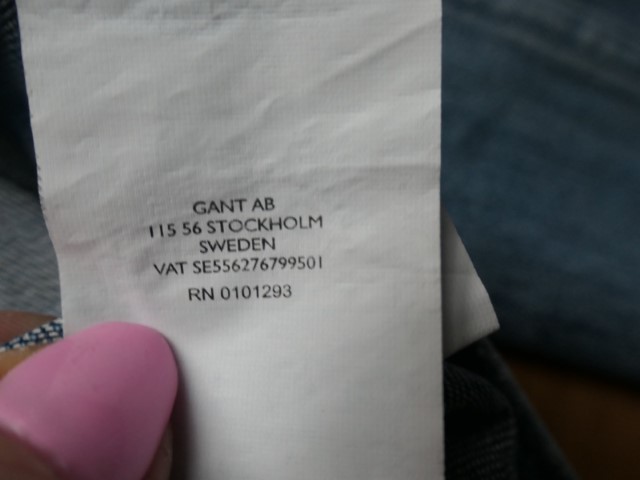 GANT AB
115 56 STOCKHOLM
SWEDEN
VAT SE556276799501
RN 0101293